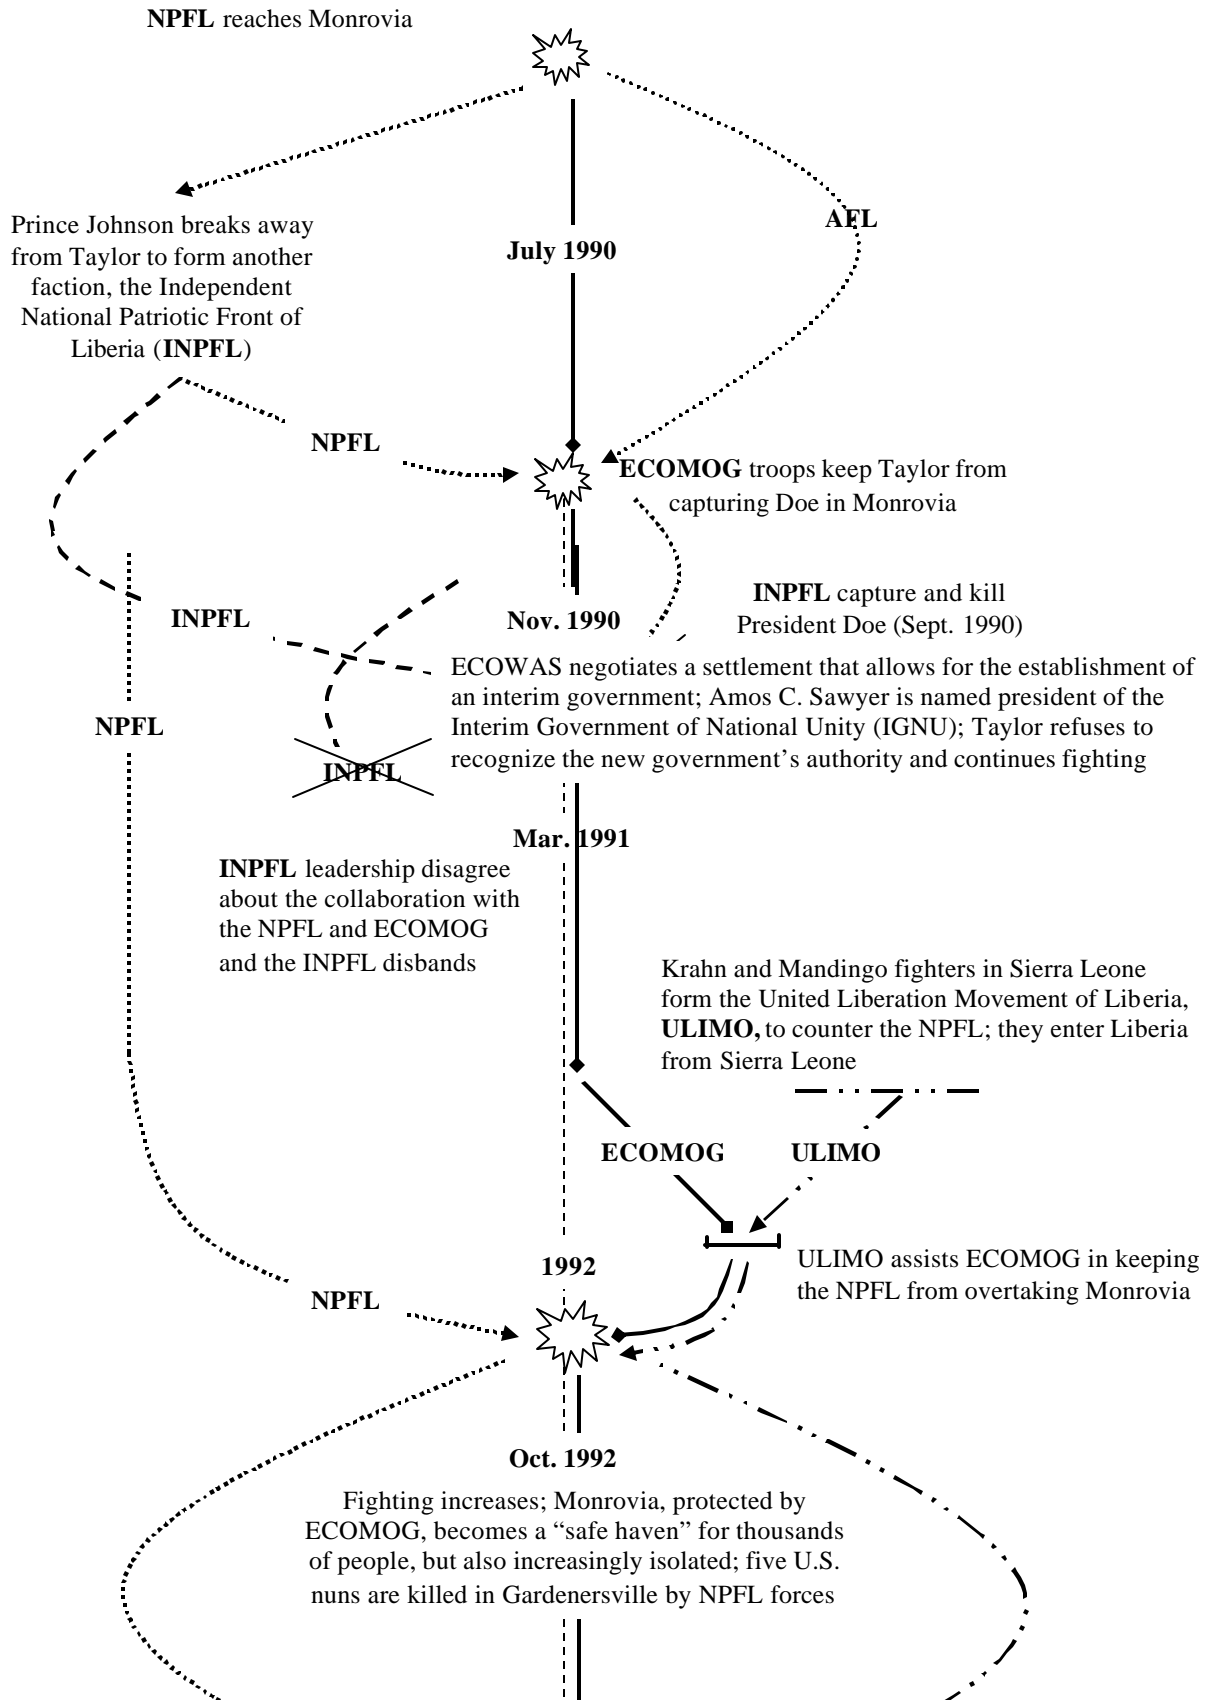 NPFL reaches Monrovia
AFL
Prince Johnson breaks away
from Taylor to form another
faction, the Independent
National Patriotic Front of
Liberia (INPFL)
July 1990
NPFL
ECOMOG troops keep Taylor from
capturing Doe in Monrovia
INPFL capture and kill
President Doe (Sept. 1990)
INPFL
Nov. 1990
ECOWAS negotiates a settlement that allows for the establishment of
an interim government; Amos C. Sawyer is named president of the
Interim Government of National Unity (IGNU); Taylor refuses to
recognize the new government’s authority and continues fighting
NPFL
INPFL
Mar. 1991
INPFL leadership disagree
about the collaboration with
the NPFL and ECOMOG
and the INPFL disbands
Krahn and Mandingo fighters in Sierra Leone
form the United Liberation Movement of Liberia,
ULIMO, to counter the NPFL; they enter Liberia
from Sierra Leone
ECOMOG
ULIMO
1992
ULIMO assists ECOMOG in keeping
the NPFL from overtaking Monrovia
NPFL
Oct. 1992
Fighting increases; Monrovia, protected by
ECOMOG, becomes a “safe haven” for thousands
of people, but also increasingly isolated; five U.S.
nuns are killed in Gardenersville by NPFL forces